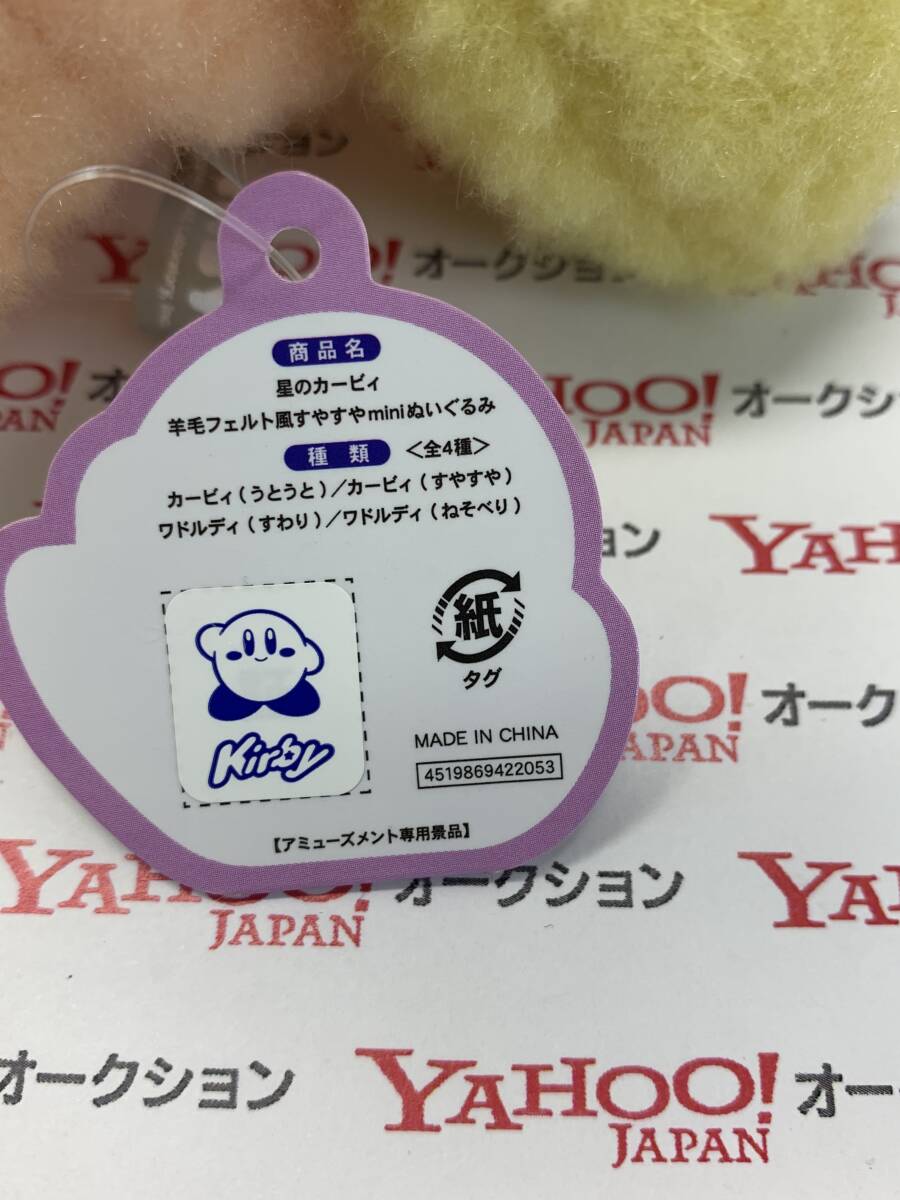 商品名
星のカービィ
羊毛フェルト風すやすやminiぬいぐるみ
種類 <全4種>
カービィ(うとうと)/カービィ(すやすや)
ワドルディ(すわり)/ワドルディ(ねそべり)
Kirby
紙
タグ
MADE IN CHINA
4519869422053
【アミューズメント専用景品】
オークション
YAHOO!
JAPAN
オークション
YAHOO!
JAPAN
オークション
YAHOO!
JAPAN
オークション
YAHOO!
JAPAN
オークション